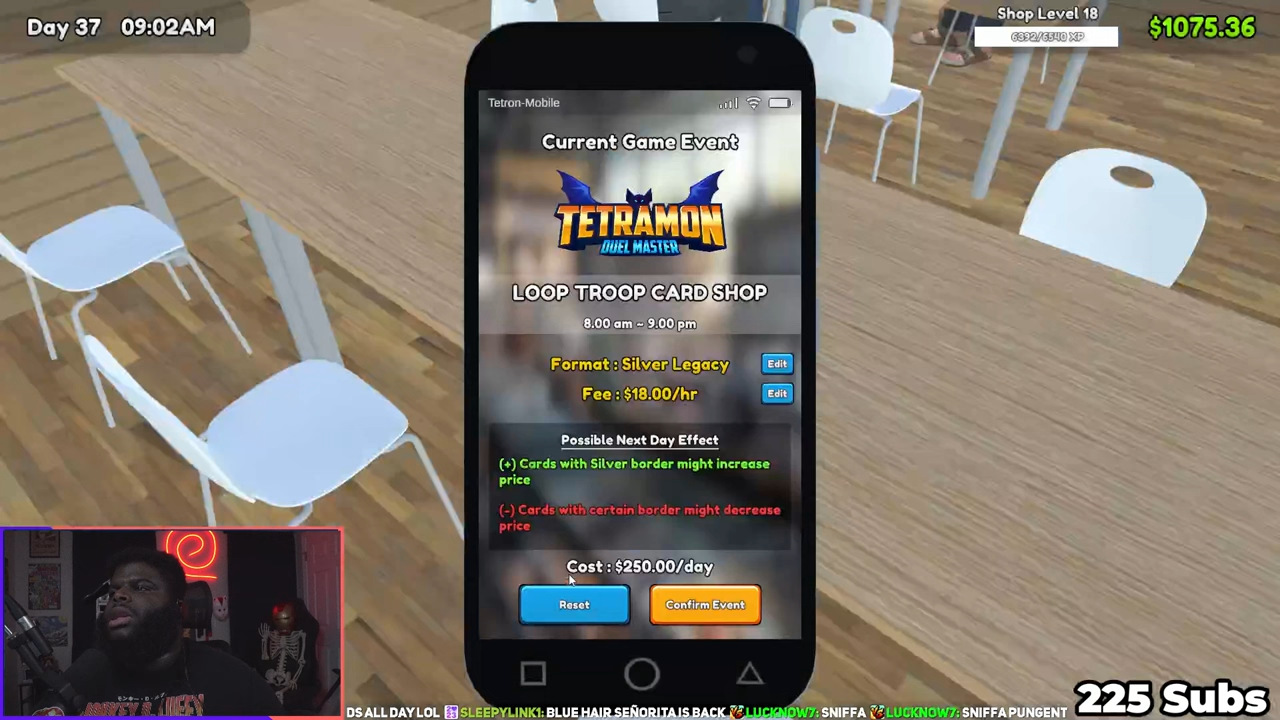 Day 37 09:02AM
Shop Level 18
6392/6540 XP
$1075.36
Tetron-Mobile
Current Game Event
TETRAMON
DUEL MASTER
LOOP TROOP CARD SHOP
8.00 am ~ 9.00 pm
Format : Silver Legacy
Edit
Fee : $18.00/hr
Edit
Possible Next Day Effect
(+) Cards with Silver border might increase
price
(-) Cards with certain border might decrease
price
Cost : $250.00/day
Reset
Confirm Event
DS ALL DAY LOL SLEEPYLINK1: BLUE HAIR SEÑORITA IS BACK LUCKNOW7: SNIFFA LUCKNOW7: SNIFFA PUNGENT
225 Subs